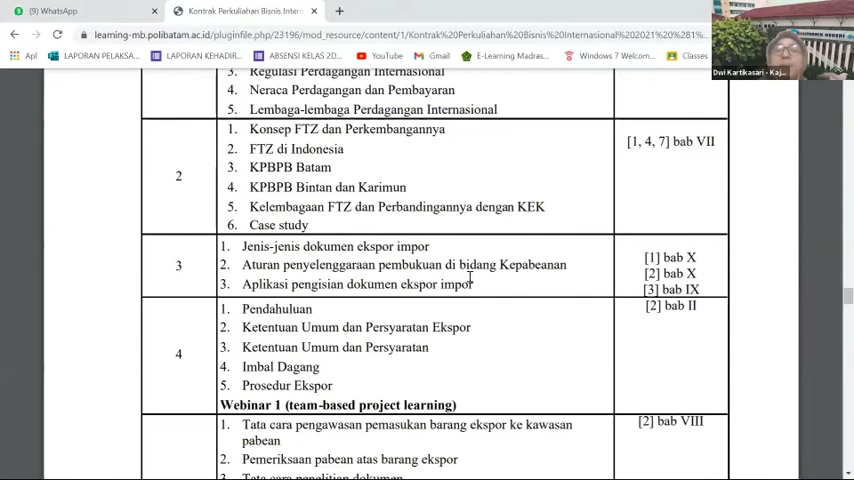 (9) WhatsApp
Kontrak Perkuliahan Bisnis Inter
learning-mb.polibatam.ac.id/pluginfile.php/23196/mod_resource/content/1/Kontrak%20Perkuliahan%20Bisnis%20Internasional%202021%20%281%...
Apl
LAPORAN PELAKSA...
LAPORAN KEHADIR...
ABSENSI KELAS 2D...
YouTube
Gmail
E-Learning Madras...
Windows 7 Welcom...
Classes
Dwi Kartikasari - Kaj...
3. Regulasi Perdagangan Internasional
4. Neraca Perdagangan dan Pembayaran
5. Lembaga-lembaga Perdagangan Internasional
2
1. Konsep FTZ dan Perkembangannya
2. FTZ di Indonesia
3. KPBPB Batam
4. KPBPB Bintan dan Karimun
5. Kelembagaan FTZ dan Perbandingannya dengan KEK
6. Case study
[1, 4, 7] bab VII
3
1. Jenis-jenis dokumen ekspor impor
2. Aturan penyelenggaraan pembukuan di bidang Kepabeanan
3. Aplikasi pengisian dokumen ekspor impor
[1] bab X
[2] bab X
[3] bab IX
4
1. Pendahuluan
2. Ketentuan Umum dan Persyaratan Ekspor
3. Ketentuan Umum dan Persyaratan
4. Imbal Dagang
5. Prosedur Ekspor
Webinar 1 (team-based project learning)
[2] bab II
1. Tata cara pengawasan pemasukan barang ekspor ke kawasan
pabean
2. Pemeriksaan pabean atas barang ekspor
3. Tata cara penelitian dokumen
[2] bab VIII